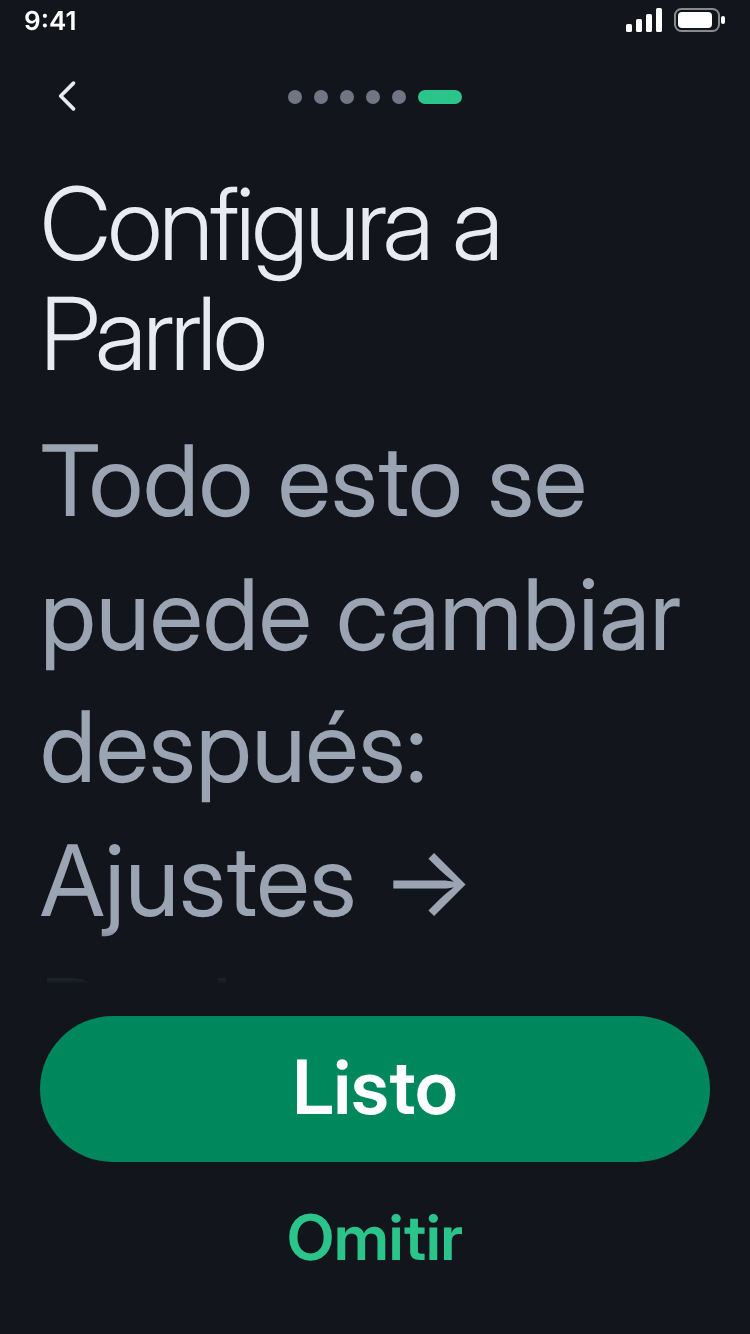 9:41
Configura a
Parrlo
Todo esto se
puede cambiar
después:
Ajustes →
Listo
Omitir